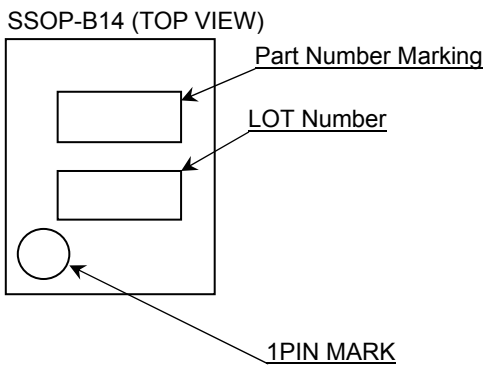 SSOP-B14 (TOP VIEW)
Part Number Marking
LOT Number
1PIN MARK